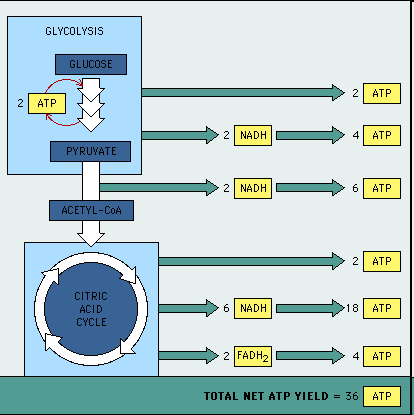 GLYCOLYSIS
GLUCOSE
2 ATP
2 ATP
2 NADH 4 ATP
PYRUVATE
2 NADH 6 ATP
ACETYL-CoA
2 ATP
CITRIC
ACID
CYCLE
6 NADH 18 ATP
2 FADH2 4 ATP
TOTAL NET ATP YIELD = 36 ATP